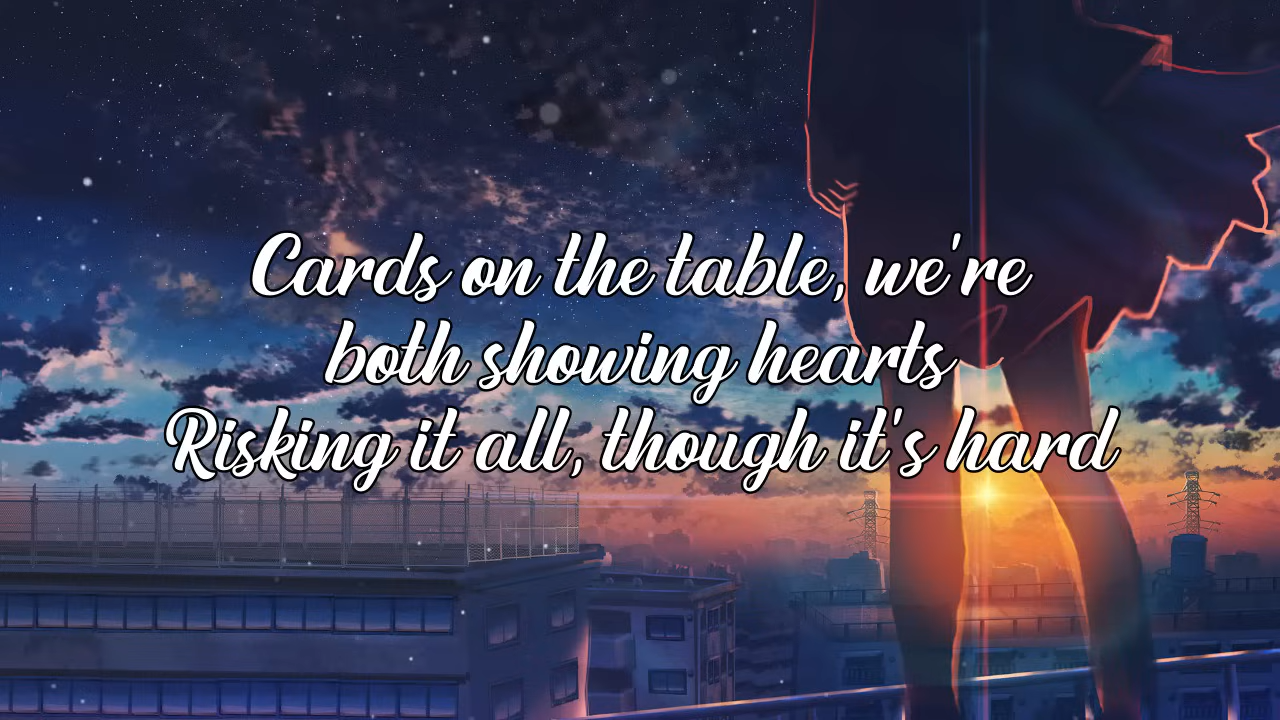 Cards on the table, we're
both showing hearts
Risking it all, though it's hard